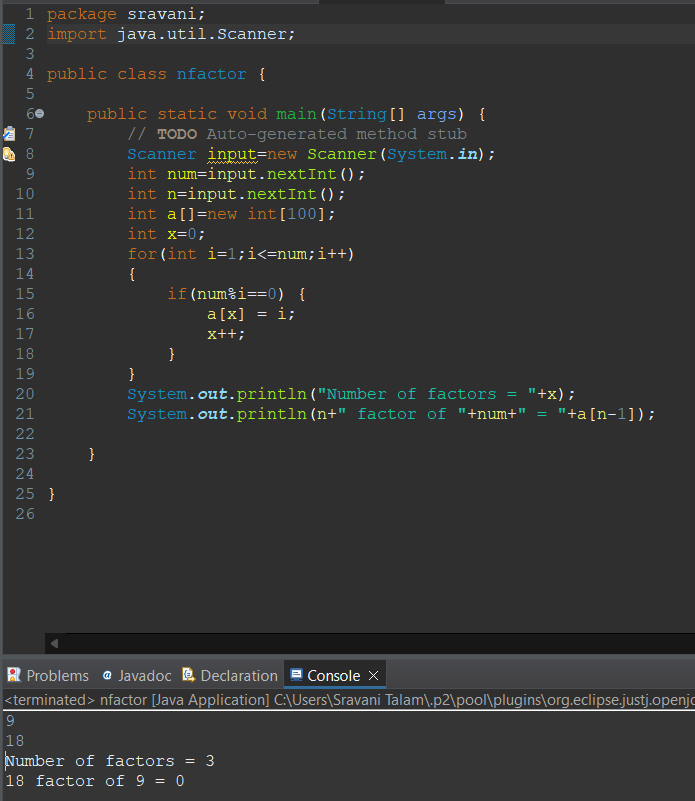 1 package sravani;
2 import java.util.Scanner;
3
4 public class nfactor {
5
6 public static void main(String[] args) {
7 // TODO Auto-generated method stub
8 Scanner input=new Scanner(System.in);
9 int num=input.nextInt();
10 int n=input.nextInt();
11 int a[]=new int[100];
12 int x=0;
13 for(int i=1;i<=num;i++)
14 {
15 if(num%i==0) {
16 a[x] = i;
17 x++;
18 }
19 }
20 System.out.println("Number of factors = "+x);
21 System.out.println(n+" factor of "+num+" = "+a[n-1]);
22
23 }
24
25 }
26
Problems @ Javadoc Declaration Console
<terminated> nfactor [Java Application] C:\Users\Sravani Talam\.p2\pool\plugins\org.eclipse.justj.openjd
9
18
Number of factors = 3
18 factor of 9 = 0